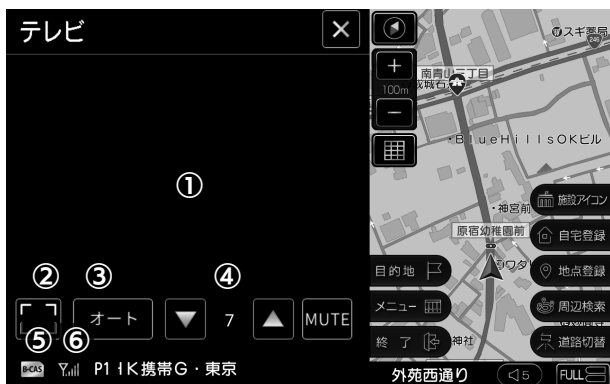 テレビ
①
②
③
④
オート
7
MUTE
⑤
⑥
B-CAS
P1 ｲK携帯G・東京
スギ薬局
246
+
100m
−
南青山三丁目
成城石
・BlueHillsOKビル
・神宮前
原宿幼稚園前
施設アイコン
自宅登録
目的地
地点登録
メニュー
周辺検索
終了
神社
道路切替
外苑西通り
5
FULL